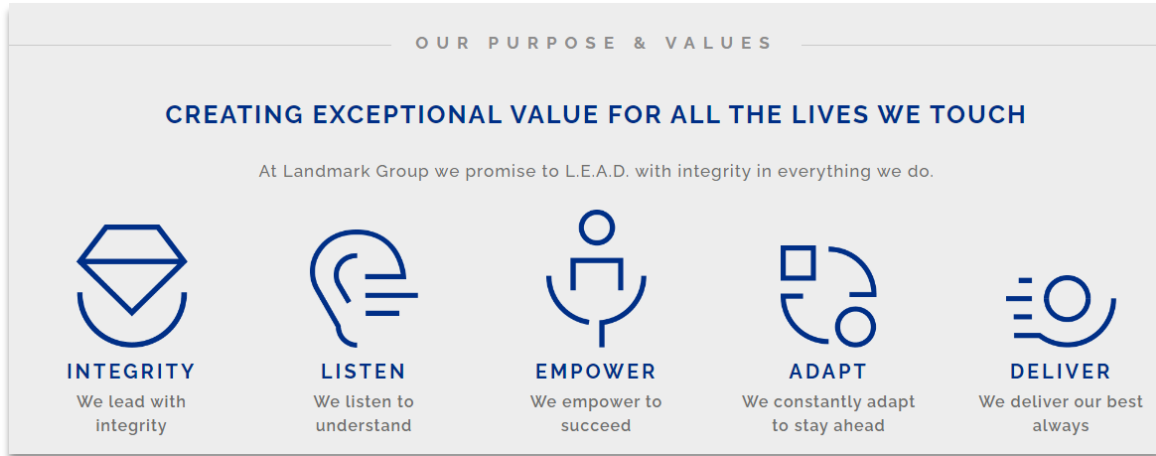 OUR PURPOSE & VALUES
CREATING EXCEPTIONAL VALUE FOR ALL THE LIVES WE TOUCH
At Landmark Group we promise to L.E.A.D. with integrity in everything we do.
INTEGRITY
We lead with
integrity
LISTEN
We listen to
understand
EMPOWER
We empower to
succeed
ADAPT
We constantly adapt
to stay ahead
DELIVER
We deliver our best
always